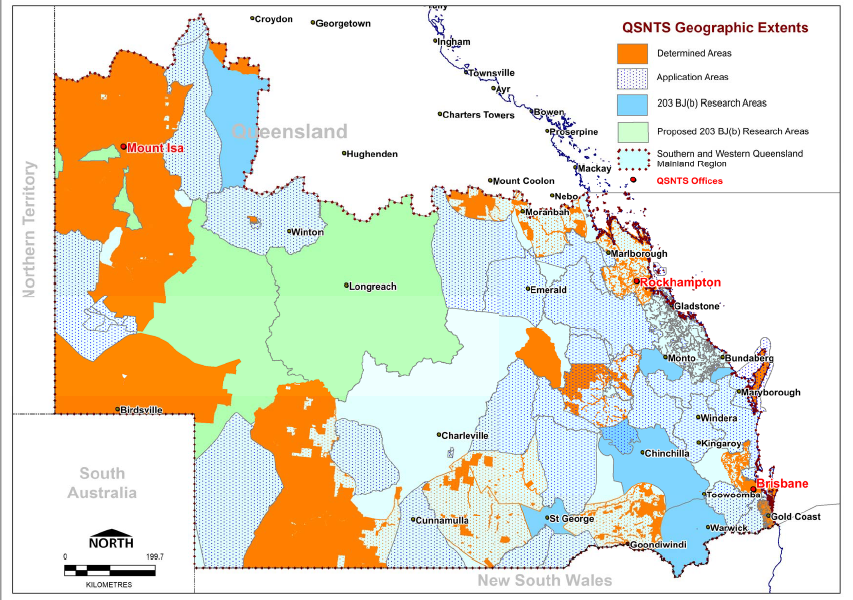 QSNTS Geographic Extents
Determined Areas
Application Areas
203 BJ(b) Research Areas
Proposed 203 BJ(b) Research Areas
Southern and Western Queensland
Mainland Region
QSNTS Offices
Croydon
Georgetown
Ingham
Townsville
Ayr
Charters Towers
Bowen
Proserpine
Queensland
Mount Isa
Hughenden
Mackay
Mount Coolon
Nebo
Moranbah
Northern Territory
Winton
Marlborough
Longreach
Emerald
Rockhampton
Gladstone
Monto
Bundaberg
Maryborough
Birdsville
Windera
Charleville
Kingaroy
Chinchilla
South
Australia
Brisbane
Toowoomba
Cunnamulla
St George
Gold Coast
Warwick
Goondiwindi
NORTH
0
199.7
KILOMETRES
New South Wales